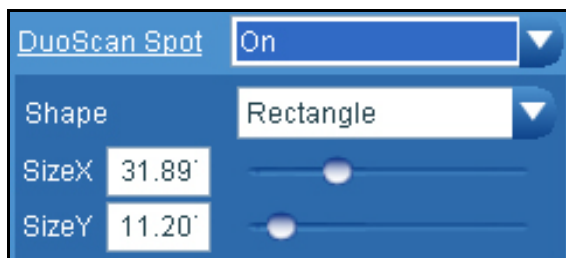 DuoScan Spot On
Shape Rectangle
SizeX 31.89
SizeY 11.20